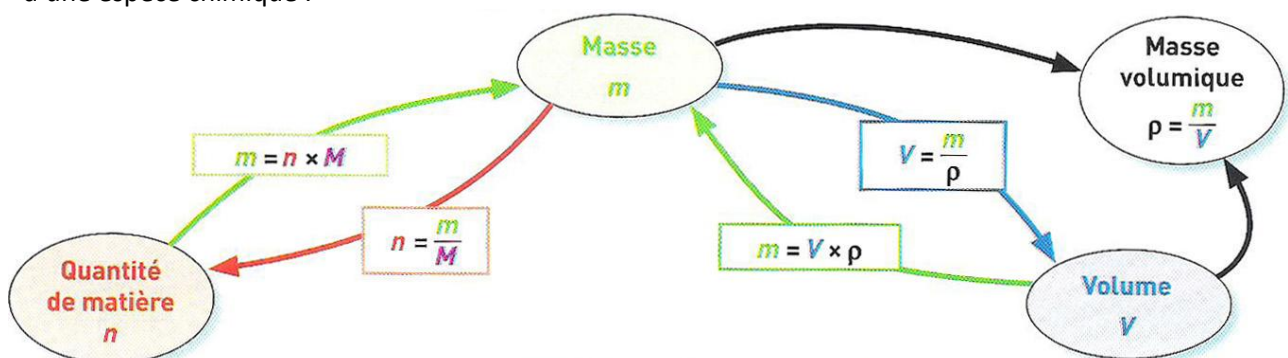 d'une espèce chimique :
Masse
m
Masse
volumique
ρ = m/V
m = n × M
V = m/ρ
n = m/M
m = V × ρ
Quantité
de matière
n
Volume
V